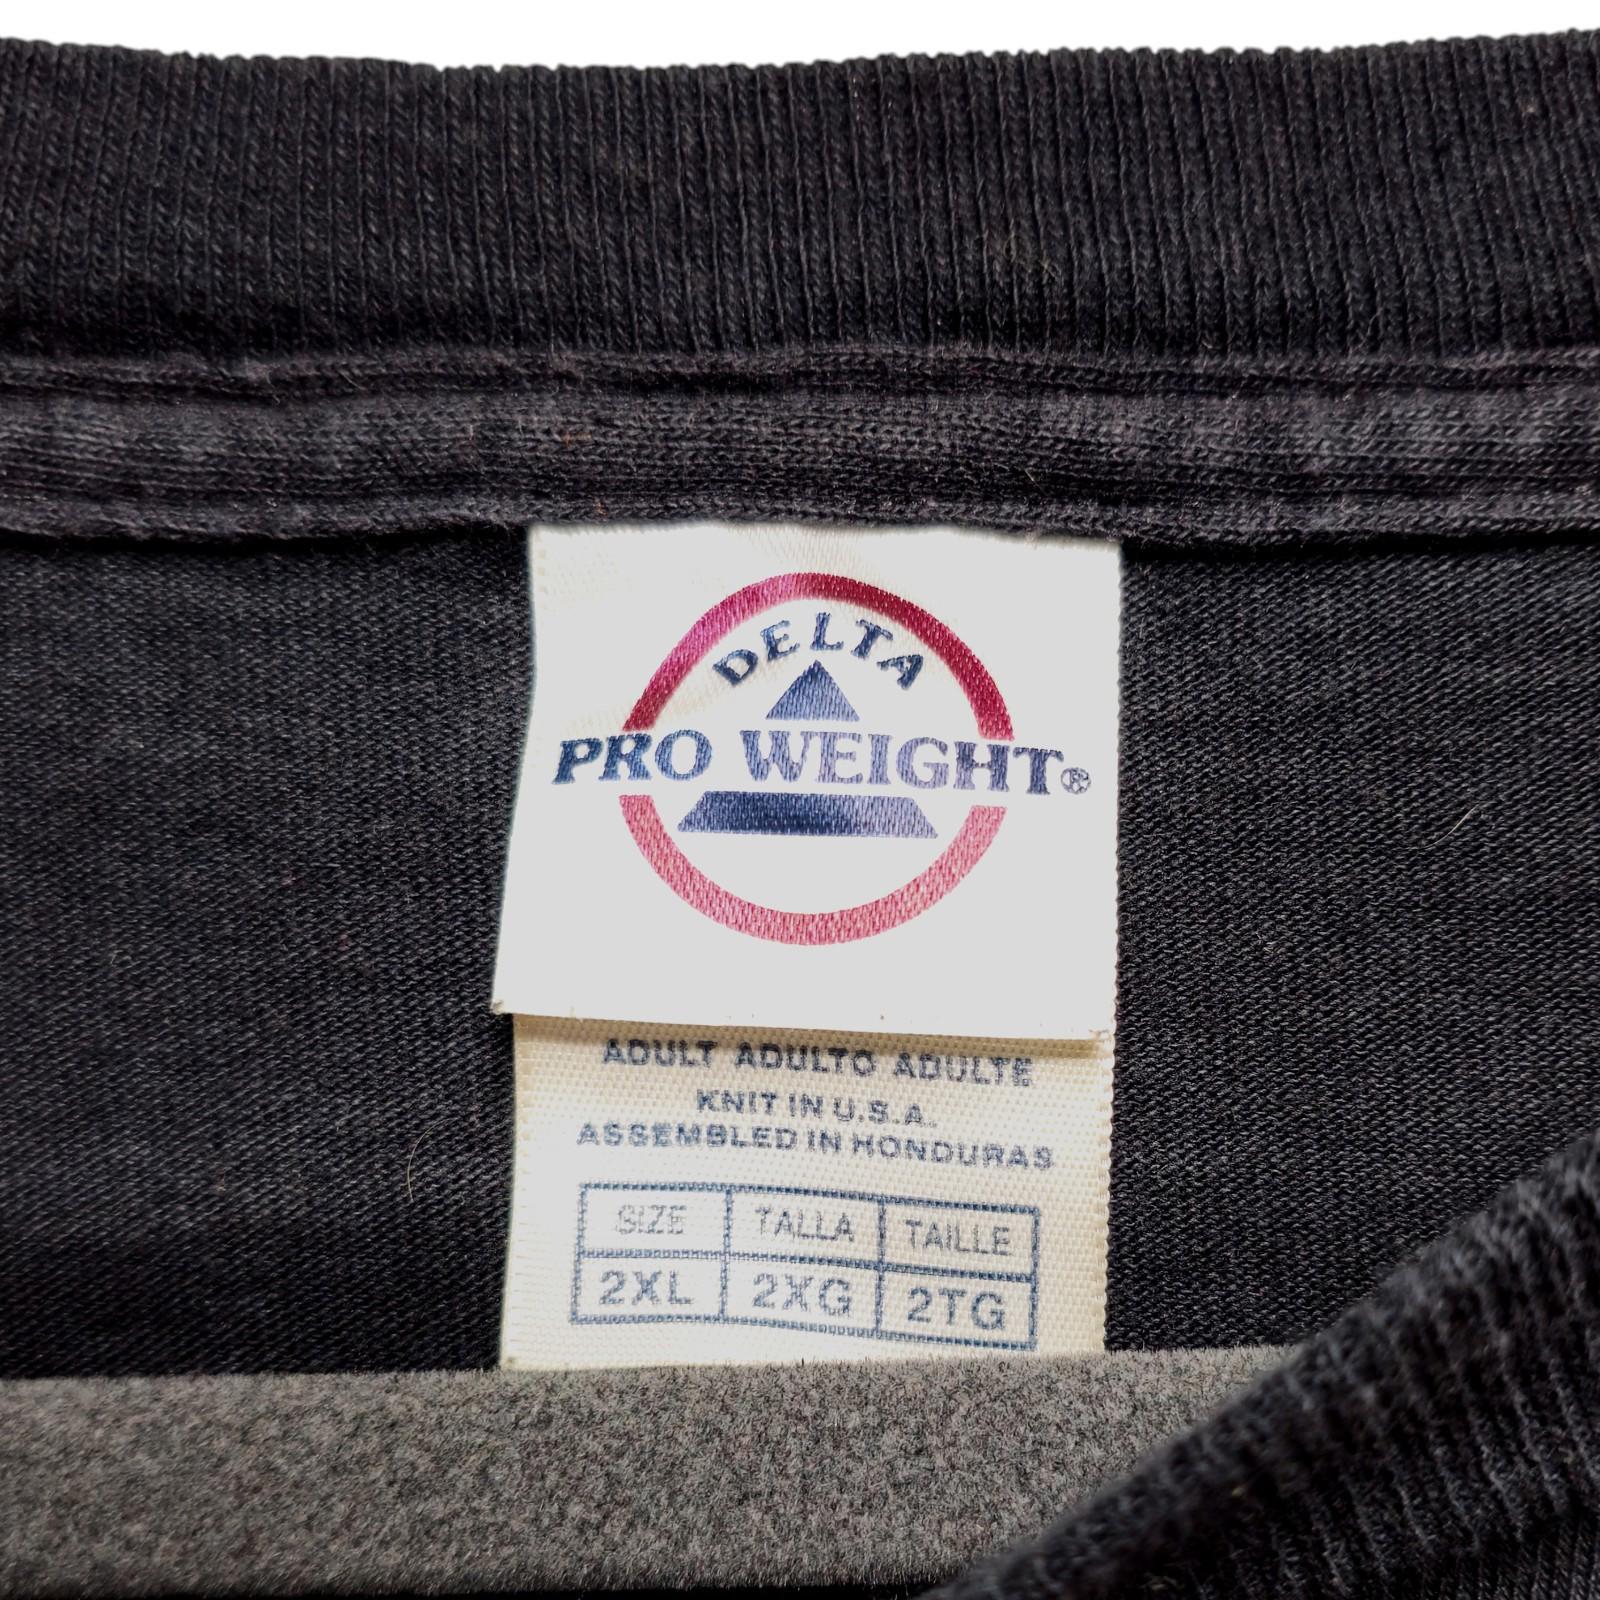 DELTA
PRO WEIGHT®
ADULT ADULTO ADULTE
KNIT IN U.S.A.
ASSEMBLED IN HONDURAS
SIZE TALLA TAILLE
2XL 2XG 2TG